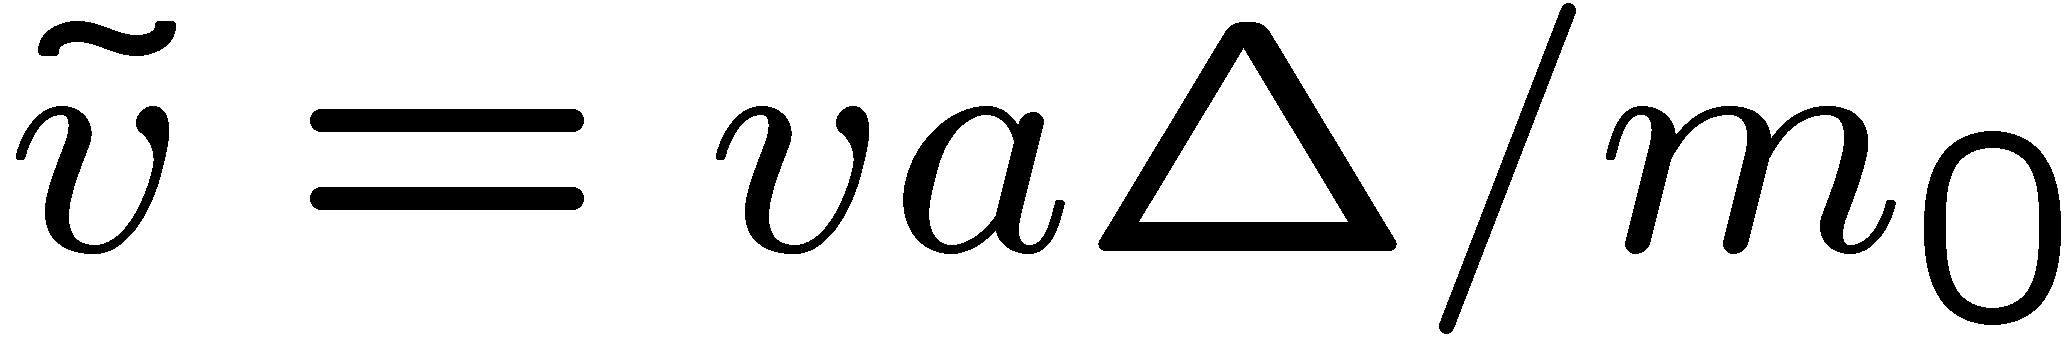 ṽ = vaΔ/m₀